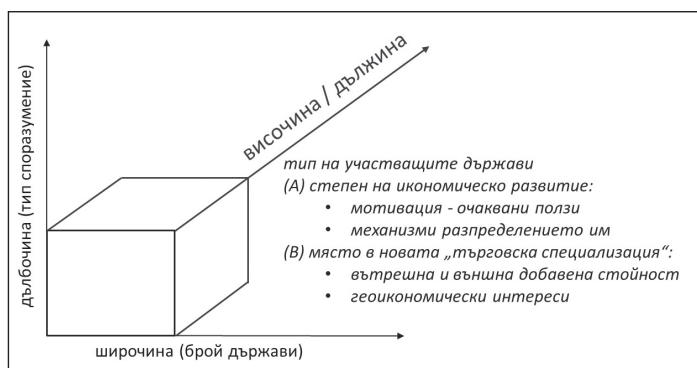 дълбочина (тип споразумение)
височина / дължина
тип на участващите държави
(A) степен на икономическо развитие:
• мотивация - очаквани ползи
• механизми разпределението им
(B) място в новата „търговска специализация“:
• вътрешна и външна добавена стойност
• геоикономически интереси
широчина (брой държави)